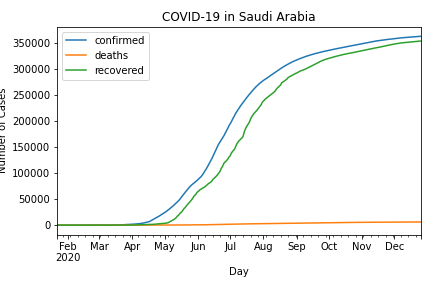 COVID-19 in Saudi Arabia
confirmed
deaths
recovered
350000
300000
250000
200000
150000
100000
50000
0
Number of Cases
Feb Mar Apr May Jun Jul Aug Sep Oct Nov Dec
2020
Day